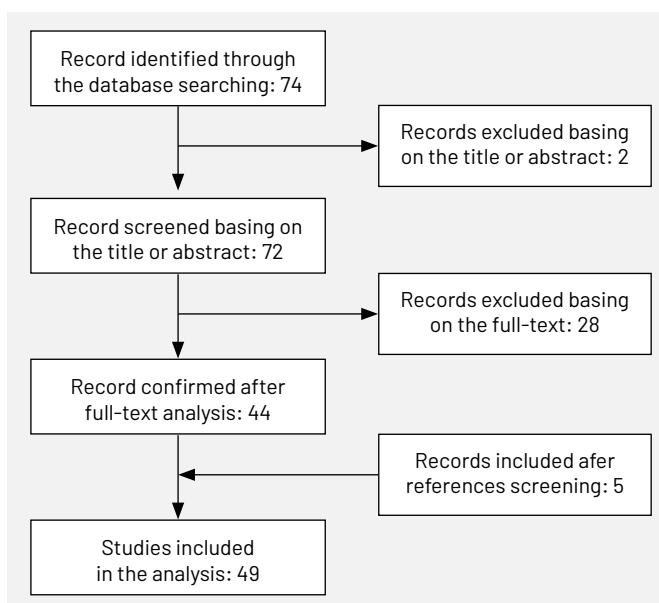 Record identified through
the database searching: 74
Records excluded basing
on the title or abstract: 2
Record screened basing on
the title or abstract: 72
Records excluded basing
on the full-text: 28
Record confirmed after
full-text analysis: 44
Records included afer
references screening: 5
Studies included
in the analysis: 49